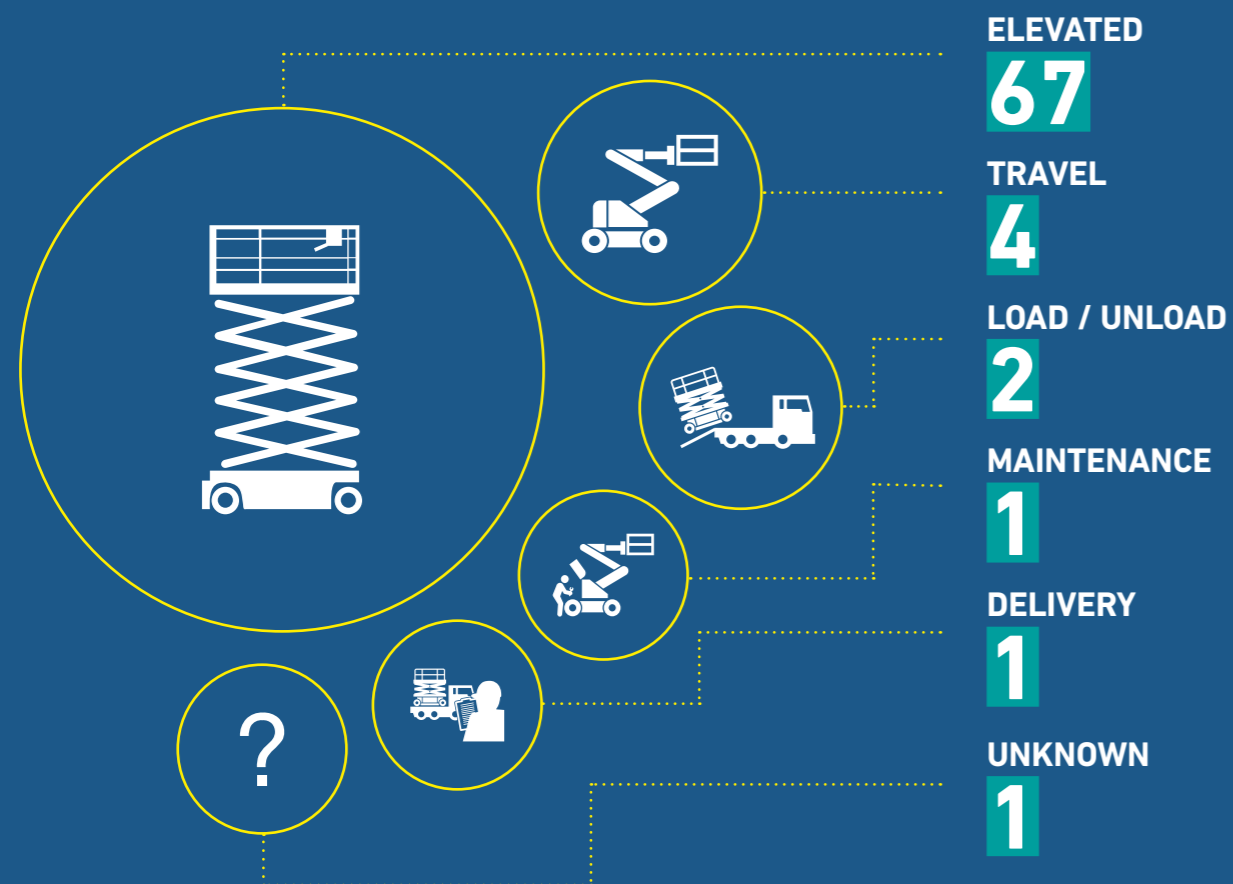 ELEVATED
67
TRAVEL
4
LOAD / UNLOAD
2
MAINTENANCE
1
DELIVERY
1
UNKNOWN
1
?